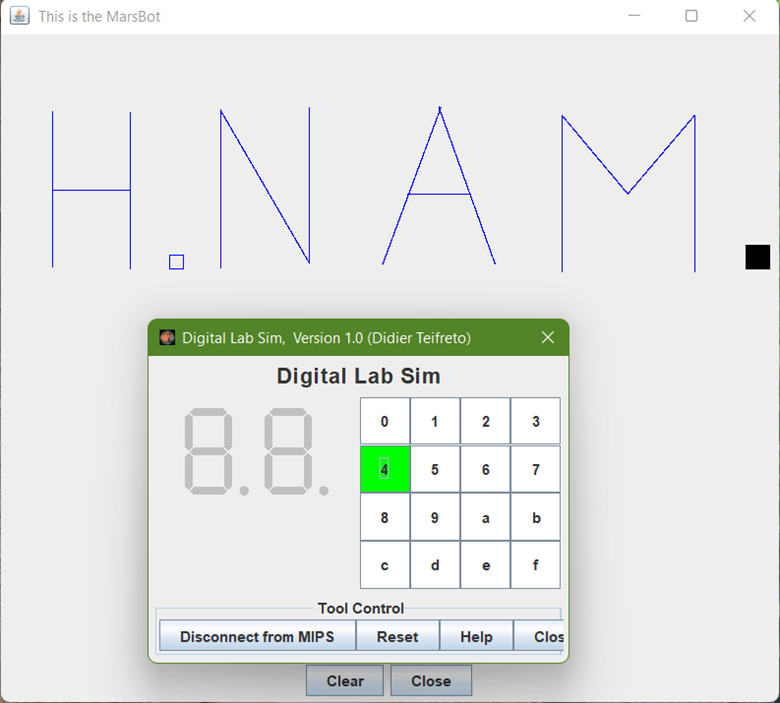 This is the MarsBot
H.NAM
Digital Lab Sim, Version 1.0 (Didier Teifreto)
Digital Lab Sim
8.8.
0 1 2 3
4 5 6 7
8 9 a b
c d e f
Tool Control
Disconnect from MIPS Reset Help Clos
Clear Close